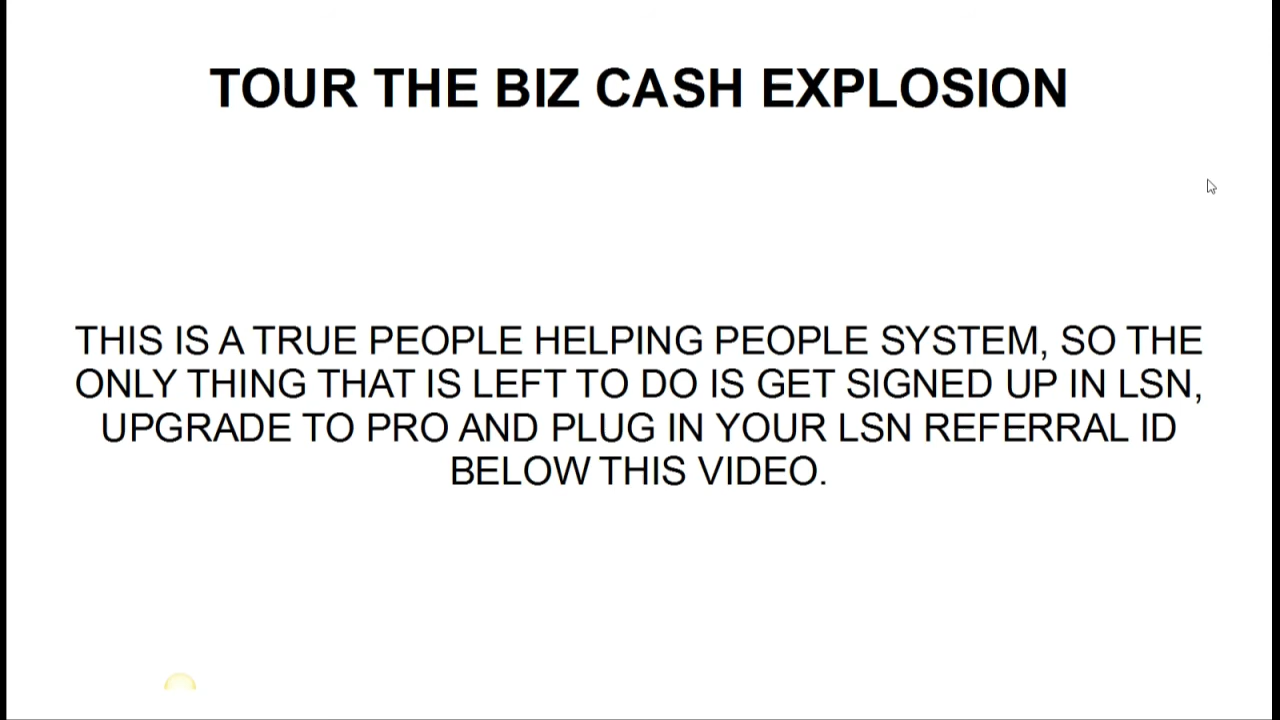 TOUR THE BIZ CASH EXPLOSION
THIS IS A TRUE PEOPLE HELPING PEOPLE SYSTEM, SO THE
ONLY THING THAT IS LEFT TO DO IS GET SIGNED UP IN LSN,
UPGRADE TO PRO AND PLUG IN YOUR LSN REFERRAL ID
BELOW THIS VIDEO.